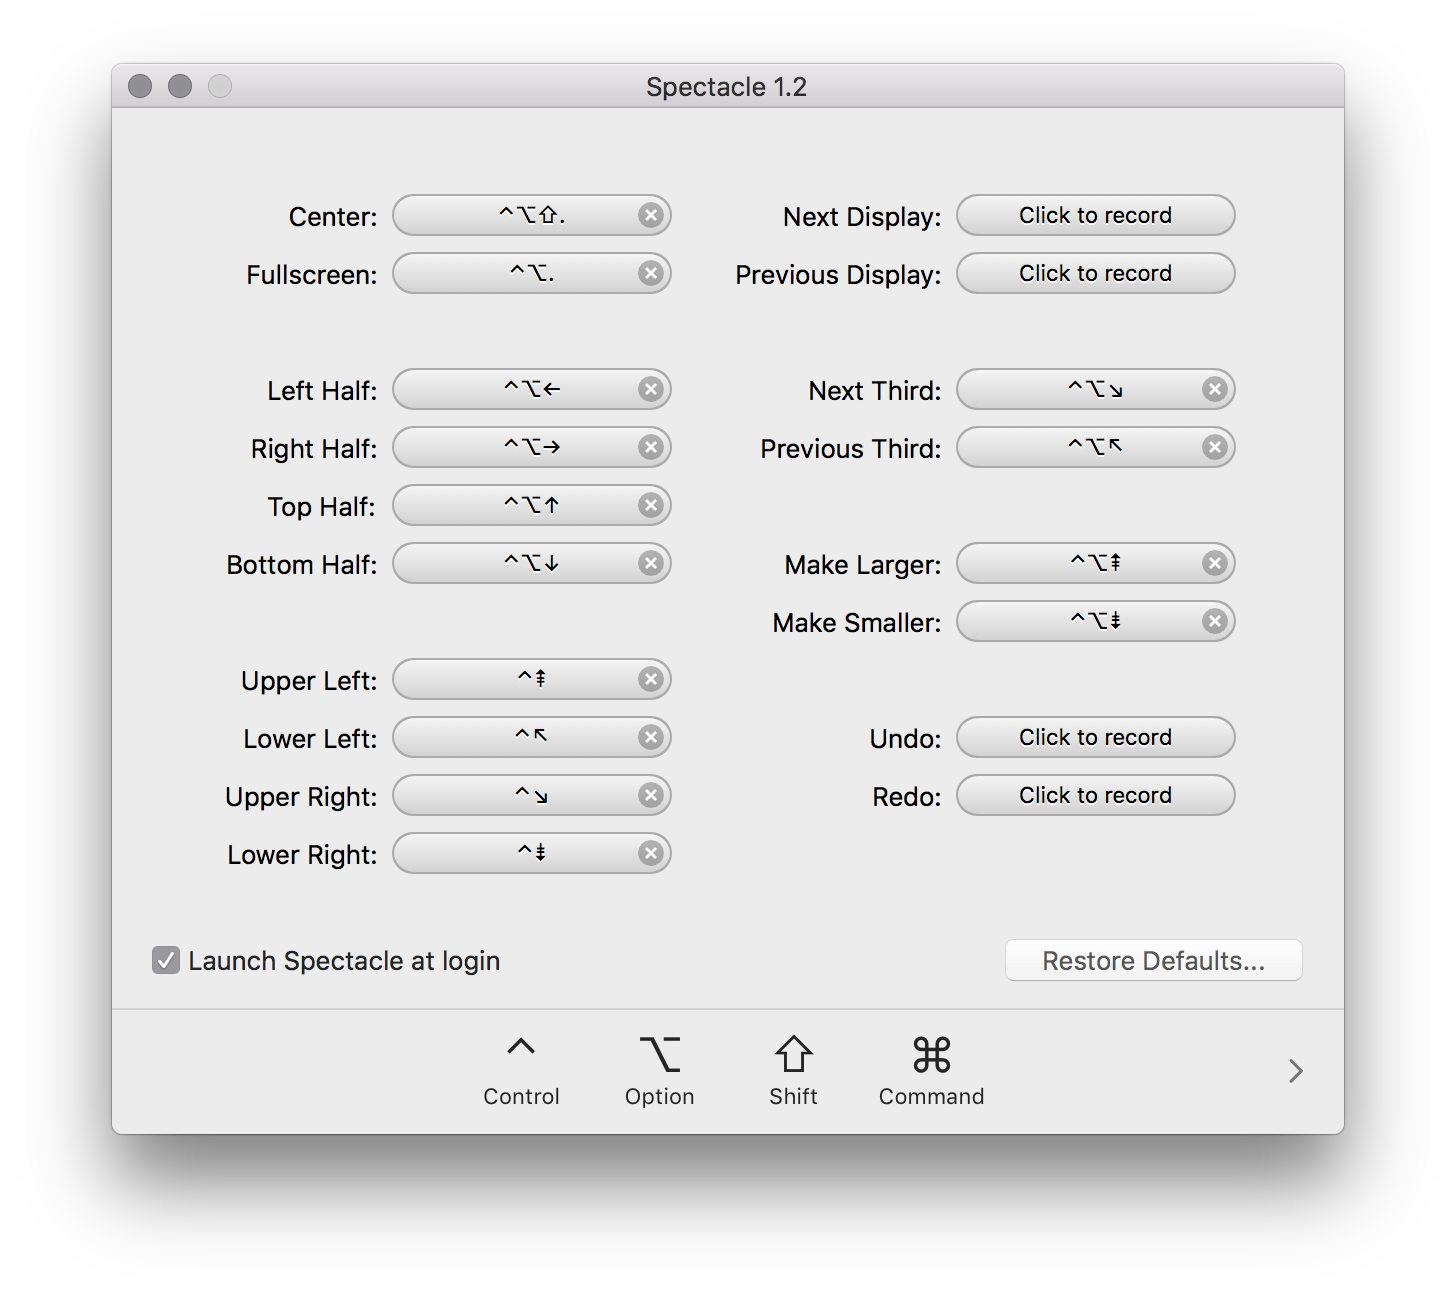 Spectacle 1.2
Center: ^⌥⇧.
Fullscreen: ^⌥.
Left Half: ^⌥←
Right Half: ^⌥→
Top Half: ^⌥↑
Bottom Half: ^⌥↓
Upper Left: ^⇞
Lower Left: ^↖
Upper Right: ^↘
Lower Right: ^⇟
Next Display: Click to record
Previous Display: Click to record
Next Third: ^⌥↘
Previous Third: ^⌥↖
Make Larger: ^⌥⇞
Make Smaller: ^⌥⇟
Undo: Click to record
Redo: Click to record
Launch Spectacle at login
Restore Defaults...
^ ⌥ ⇧ ⌘
Control Option Shift Command